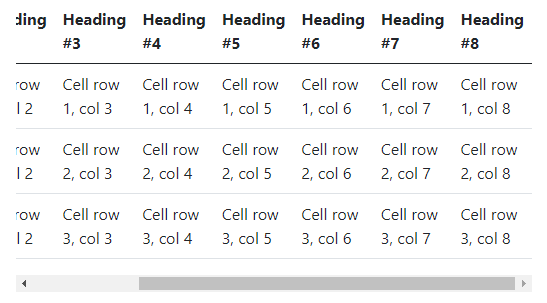 ding Heading Heading Heading Heading Heading Heading
#3 #4 #5 #6 #7 #8
row Cell row Cell row Cell row Cell row Cell row Cell row
l 2 1, col 3 1, col 4 1, col 5 1, col 6 1, col 7 1, col 8
row Cell row Cell row Cell row Cell row Cell row Cell row
l 2 2, col 3 2, col 4 2, col 5 2, col 6 2, col 7 2, col 8
row Cell row Cell row Cell row Cell row Cell row Cell row
l 2 3, col 3 3, col 4 3, col 5 3, col 6 3, col 7 3, col 8